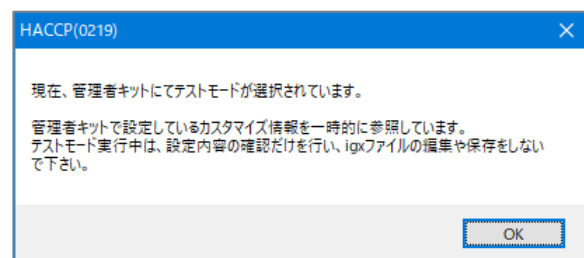 HACCP(0219)
現在、管理者キットにてテストモードが選択されています。
管理者キットで設定しているカスタマイズ情報を一時的に参照しています。
テストモード実行中は、設定内容の確認だけを行い、igxファイルの編集や保存をしない
で下さい。
OK